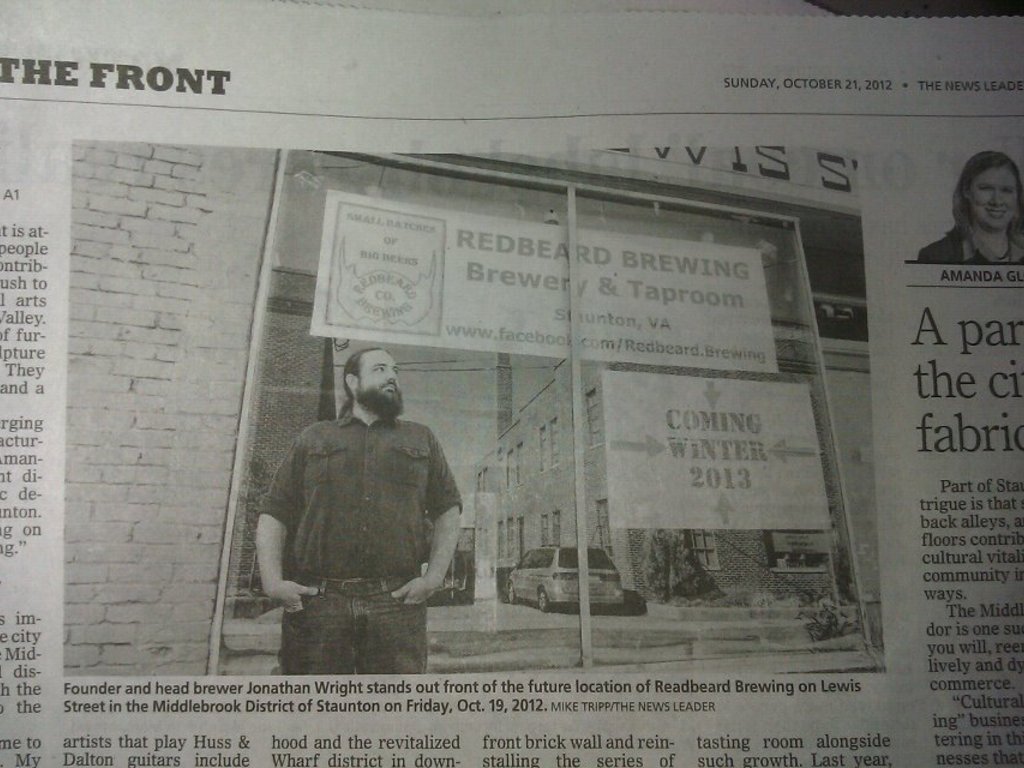 THE FRONT
SUNDAY, OCTOBER 21, 2012 • THE NEWS LEADE
A1
t is at-
people
ontrib-
ush to
l arts
Valley.
of fur-
lpture
They
and a
rging
actur-
Aman-
nt di-
c de-
unton.
ng on
ng."
s im-
e city
Mid-
dis-
h the
o the
me to
. My
WIS S'
SMALL BATCHES
OF
BIG BEERS
REDBEARD
CO.
BREWING
REDBEARD BREWING
Brewery & Taproom
Staunton, VA
www.facebook.com/Redbeard.Brewing
COMING
WINTER
2013
Founder and head brewer Jonathan Wright stands out front of the future location of Readbeard Brewing on Lewis
Street in the Middlebrook District of Staunton on Friday, Oct. 19, 2012. MIKE TRIPP/THE NEWS LEADER
artists that play Huss &
Dalton guitars include
hood and the revitalized
Wharf district in down-
front brick wall and rein-
stalling the series of
tasting room alongside
such growth. Last year,
AMANDA GL
A par
the ci
fabric
Part of Stau
trigue is that
back alleys, a
floors contrib
cultural vitali
community i
ways.
The Middl
dor is one su
you will, ree
lively and dy
commerce.
"Cultural
ing" busine
tering in th
nesses that